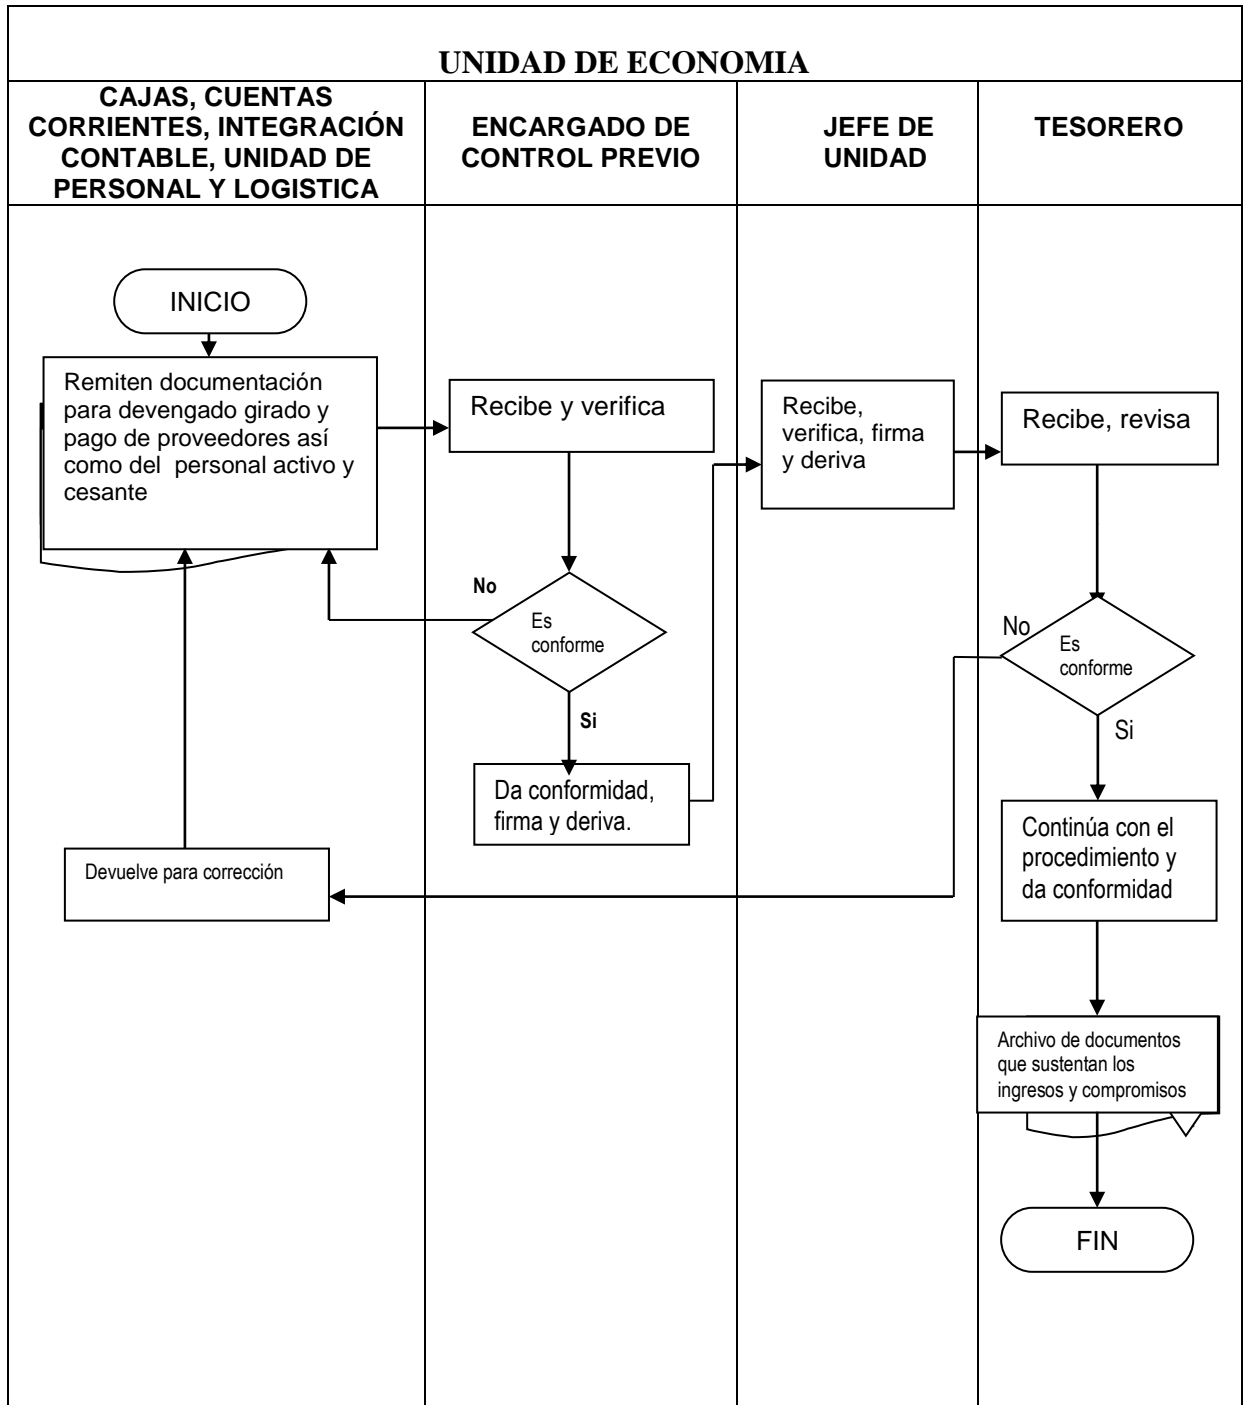 UNIDAD DE ECONOMIA
CAJAS, CUENTAS
CORRIENTES, INTEGRACIÓN
CONTABLE, UNIDAD DE
PERSONAL Y LOGISTICA
ENCARGADO DE
CONTROL PREVIO
JEFE DE
UNIDAD
TESORERO
INICIO
Remiten documentación
para devengado girado y
pago de proveedores así
como del personal activo y
cesante
Recibe y verifica
Recibe,
verifica, firma
y deriva
Recibe, revisa
No
Es
conforme
Si
Da conformidad,
firma y deriva.
No
Es
conforme
Si
Devuelve para corrección
Continúa con el
procedimiento y
da conformidad
Archivo de documentos
que sustentan los
ingresos y compromisos
FIN